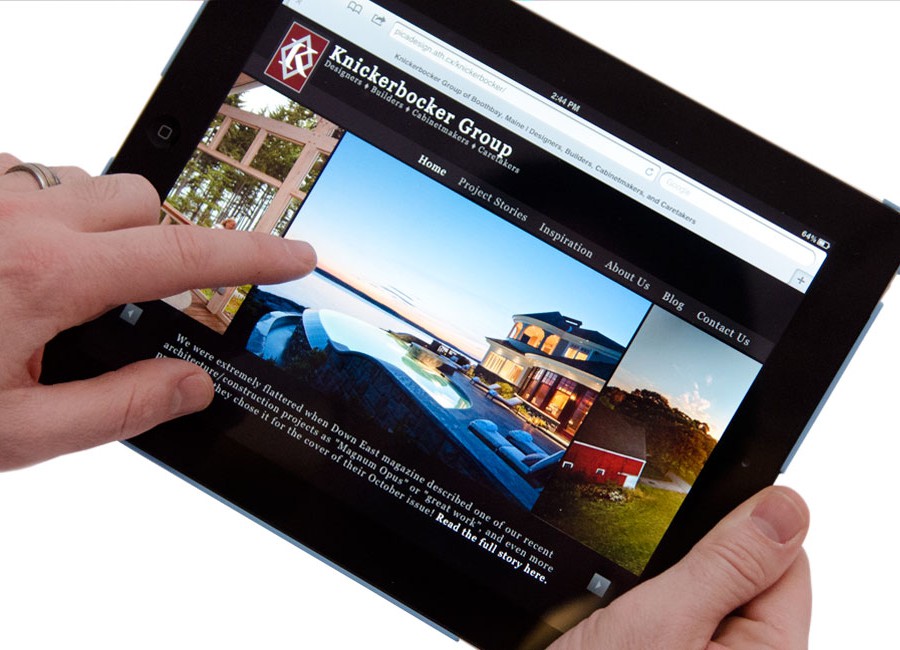 2:44 PM
64%
Knickerbocker Group of Boothbay, Maine | Designers, Builders, Cabinetmakers, and Caretakers
picadesign.alh.cx/knickerbocker/
Google
K
Knickerbocker Group
Designers ♦ Builders ♦ Cabinetmakers ♦ Caretakers
Home Project Stories Inspiration About Us Blog Contact Us
We were extremely flattered when Down East magazine described one of our recent
architecture/construction projects as "Magnum Opus" or "great work", and even more
they chose it for the cover of their October issue! Read the full story here.